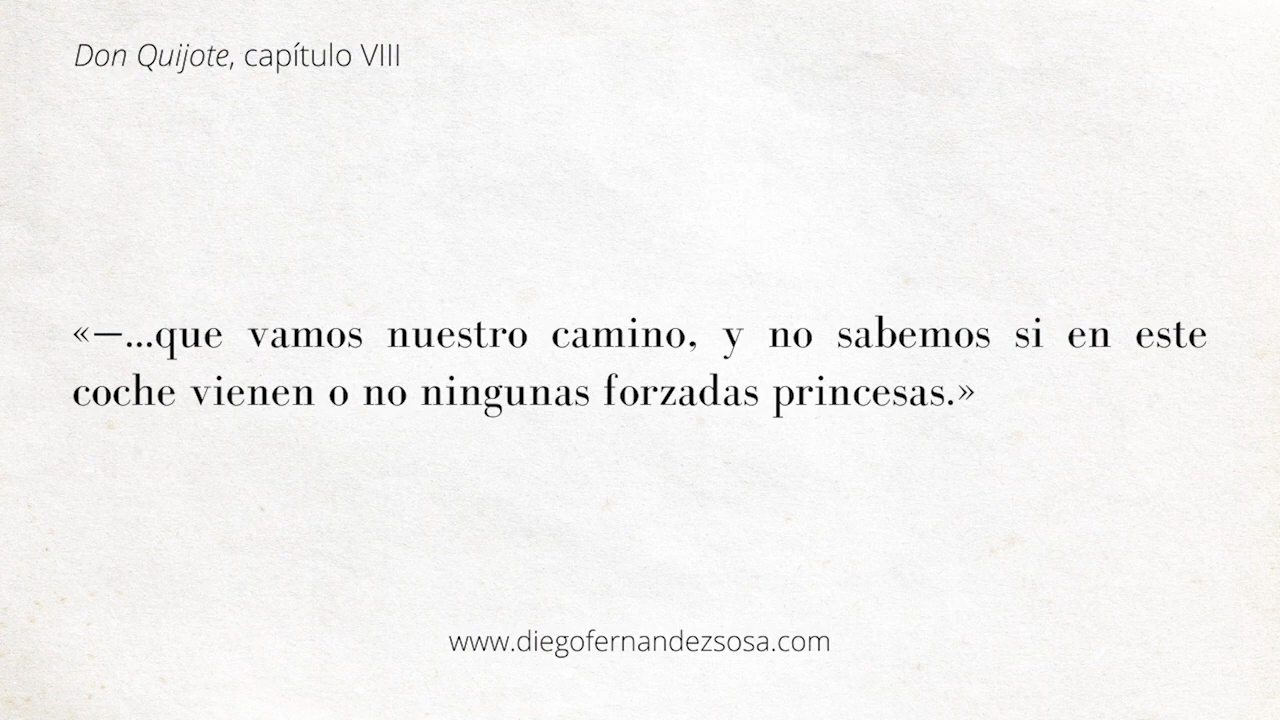 Don Quijote, capítulo VIII
«—...que vamos nuestro camino, y no sabemos si en este
coche vienen o no ningunas forzadas princesas.»
www.diegofernandezsosa.com